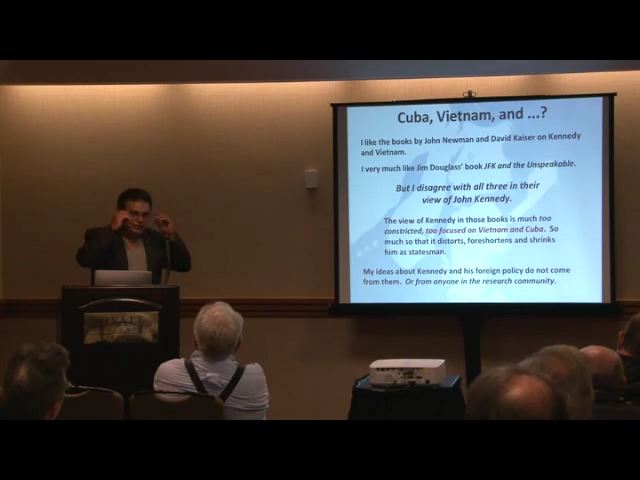 Cuba, Vietnam, and ...?
I like the books by John Newman and David Kaiser on Kennedy
and Vietnam.
I very much like Jim Douglass' book JFK and the Unspeakable.
But I disagree with all three in their
view of John Kennedy.
The view of Kennedy in those books is much too
constricted, too focused on Vietnam and Cuba. So
much so that it distorts, foreshortens and shrinks
him as statesman.
My ideas about Kennedy and his foreign policy do not come
from them. Or from anyone in the research community.